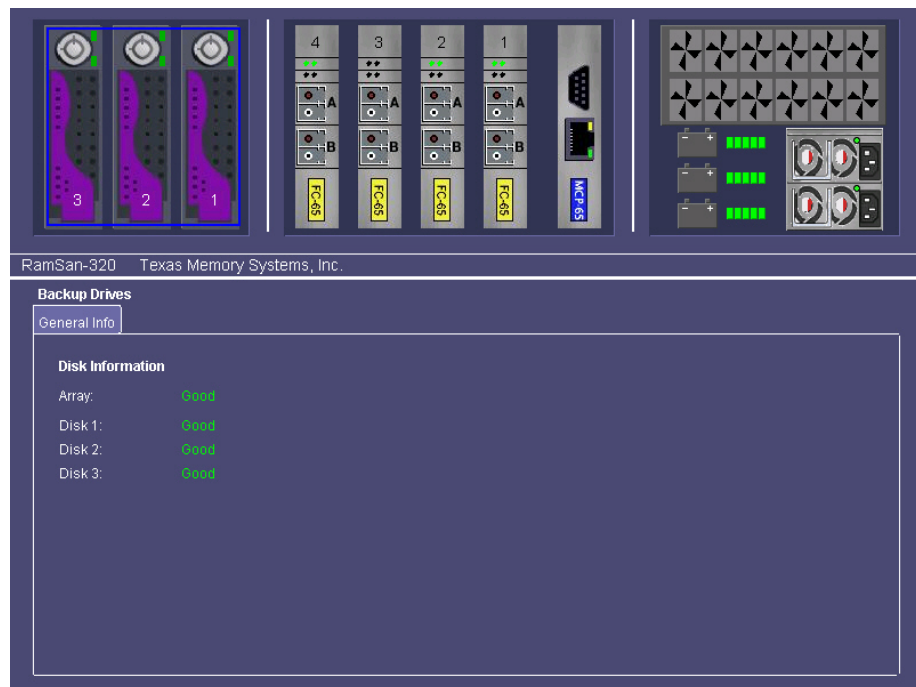 4 3 2 1
A A A A
B B B B
3 2 1
FC-65 FC-65 FC-65 FC-65 MCP-65
- +
- +
- +
RamSan-320 Texas Memory Systems, Inc.
Backup Drives
General Info
Disk Information
Array: Good
Disk 1: Good
Disk 2: Good
Disk 3: Good